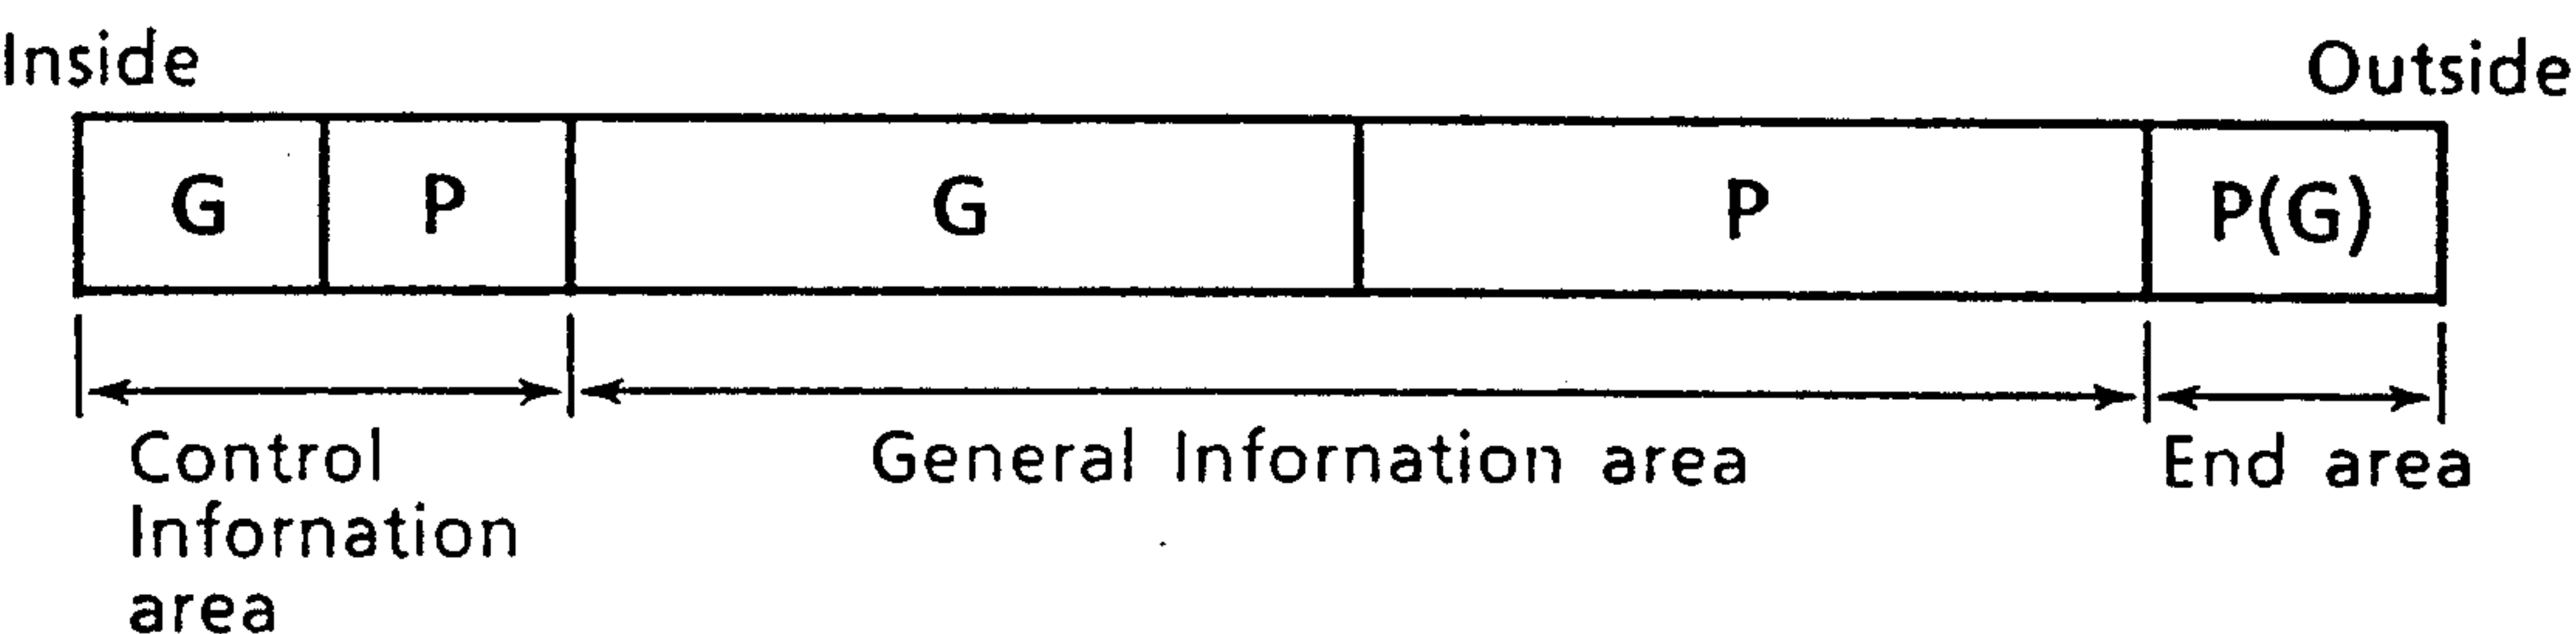 Inside
Outside
G P G P P(G)
Control
Infornation
area
General Infornation area
End area